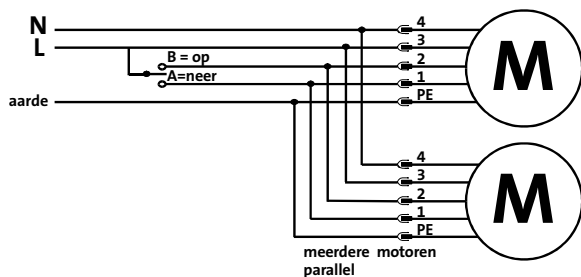 N
L
B = op
A=neer
aarde
4
3
2
1
PE
M
4
3
2
1
PE
M
meerdere motoren
parallel